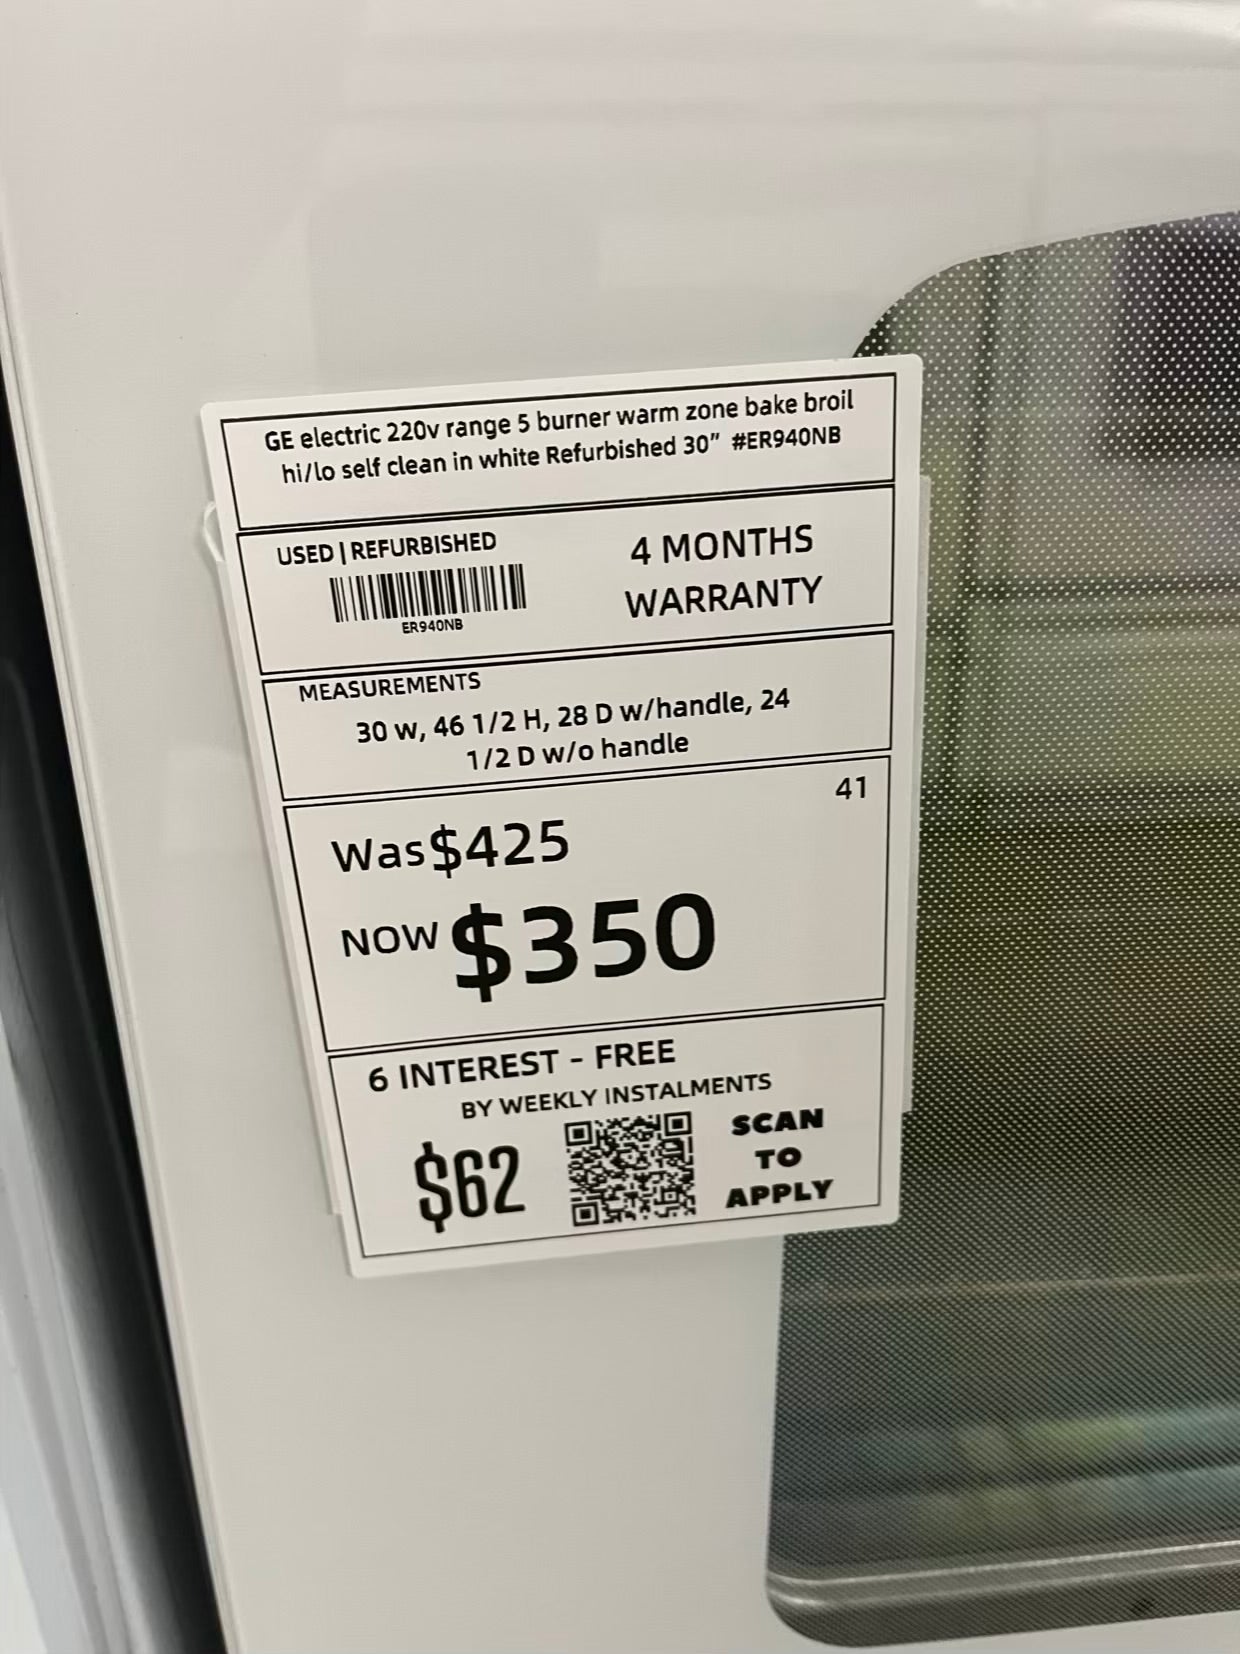 GE electric 220v range 5 burner warm zone bake broil
hi/lo self clean in white Refurbished 30” #ER940NB
USED | REFURBISHED
ER940NB
4 MONTHS
WARRANTY
MEASUREMENTS
30 w, 46 1/2 H, 28 D w/handle, 24
1/2 D w/o handle
41
Was $425
NOW $350
6 INTEREST - FREE
BY WEEKLY INSTALMENTS
$62
SCAN
TO
APPLY